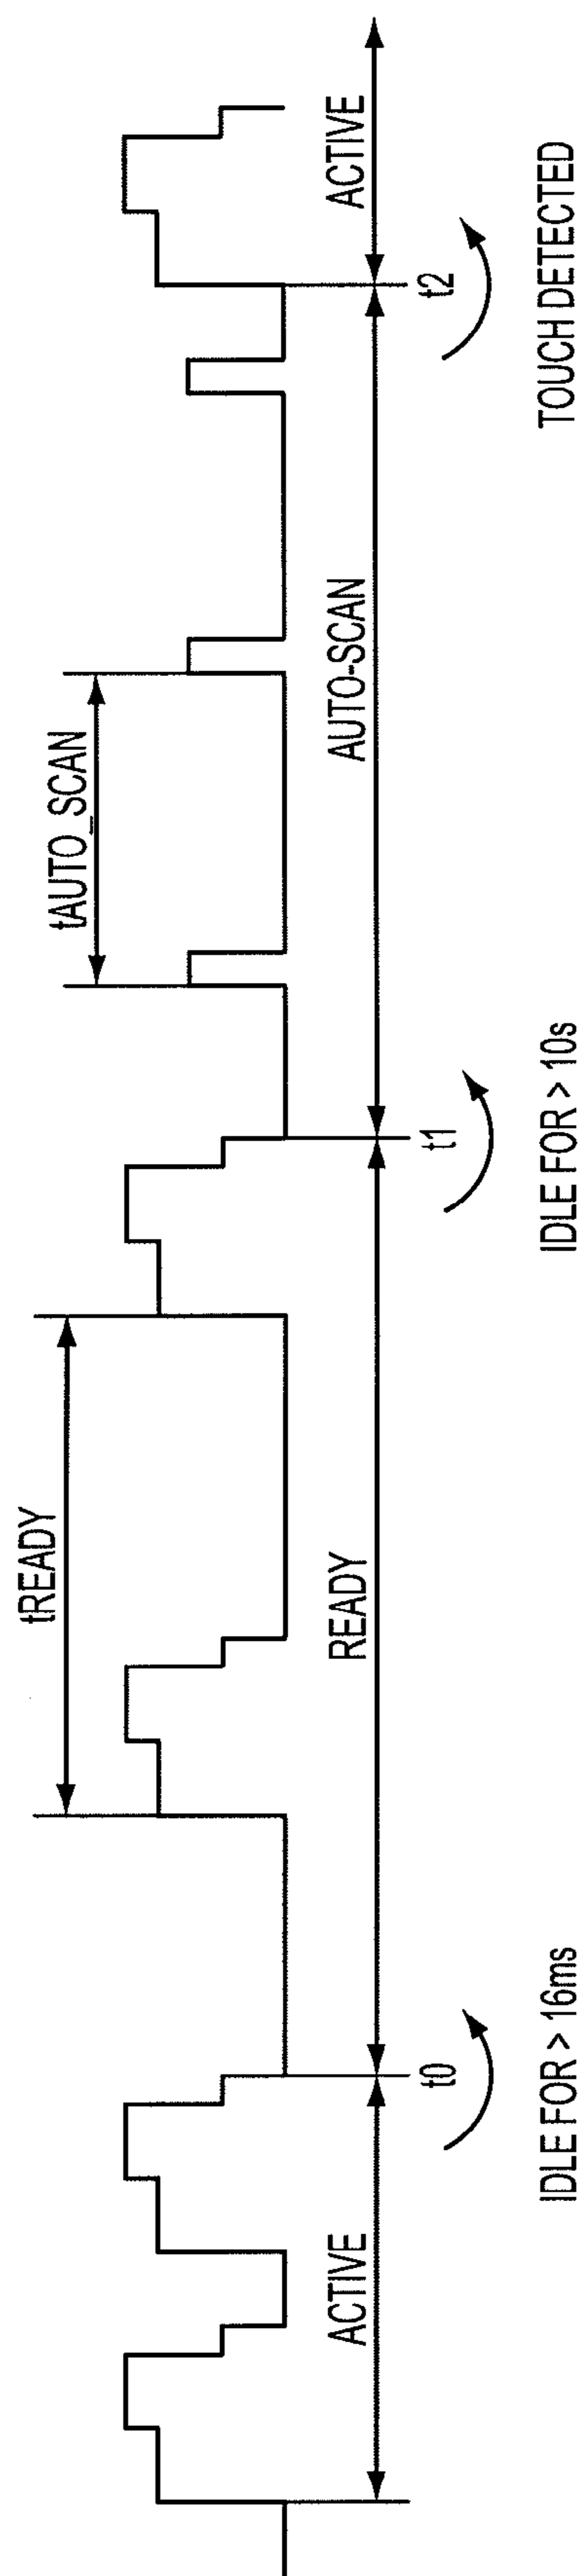 tREADY
tAUTO_SCAN
ACTIVE
READY
AUTO-SCAN
ACTIVE
t0
t1
t2
IDLE FOR > 16ms
IDLE FOR > 10s
TOUCH DETECTED